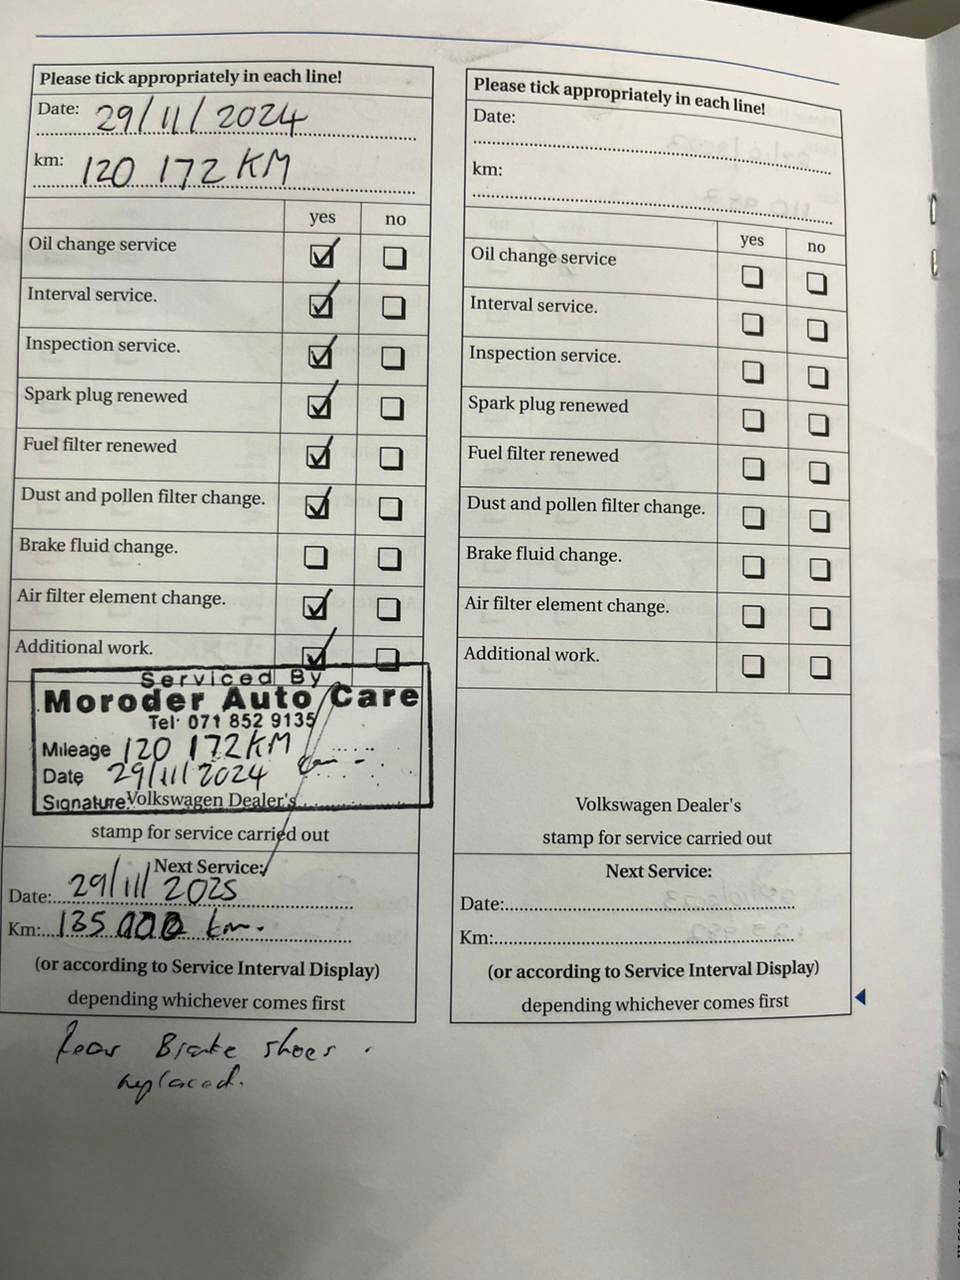 Please tick appropriately in each line!
Date: 29/11/2024
km: 120 172 KM
yes no
Oil change service
Interval service.
Inspection service.
Spark plug renewed
Fuel filter renewed
Dust and pollen filter change.
Brake fluid change.
Air filter element change.
Additional work.
Serviced By
Moroder Auto Care
Tel: 071 852 9135
Mileage 120 172KM
Date 29/11/2024
Signature
Volkswagen Dealer's
stamp for service carried out
Next Service:
Date: 29/11/2025
Km: 135 000 km.
(or according to Service Interval Display)
depending whichever comes first
Rear Brake shoes
replaced.
Please tick appropriately in each line!
Date:
km:
yes no
Oil change service
Interval service.
Inspection service.
Spark plug renewed
Fuel filter renewed
Dust and pollen filter change.
Brake fluid change.
Air filter element change.
Additional work.
Volkswagen Dealer's
stamp for service carried out
Next Service:
Date:
Km:
(or according to Service Interval Display)
depending whichever comes first